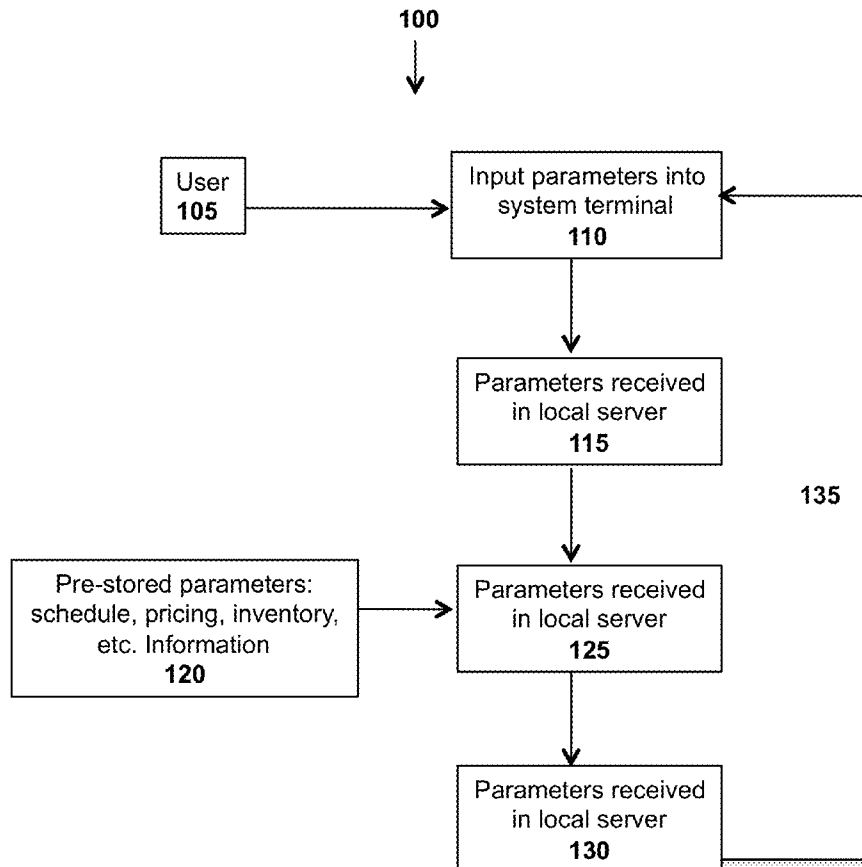 100
User
105
Input parameters into
system terminal
110
Parameters received
in local server
115
135
Pre-stored parameters:
schedule, pricing, inventory,
etc. Information
120
Parameters received
in local server
125
Parameters received
in local server
130